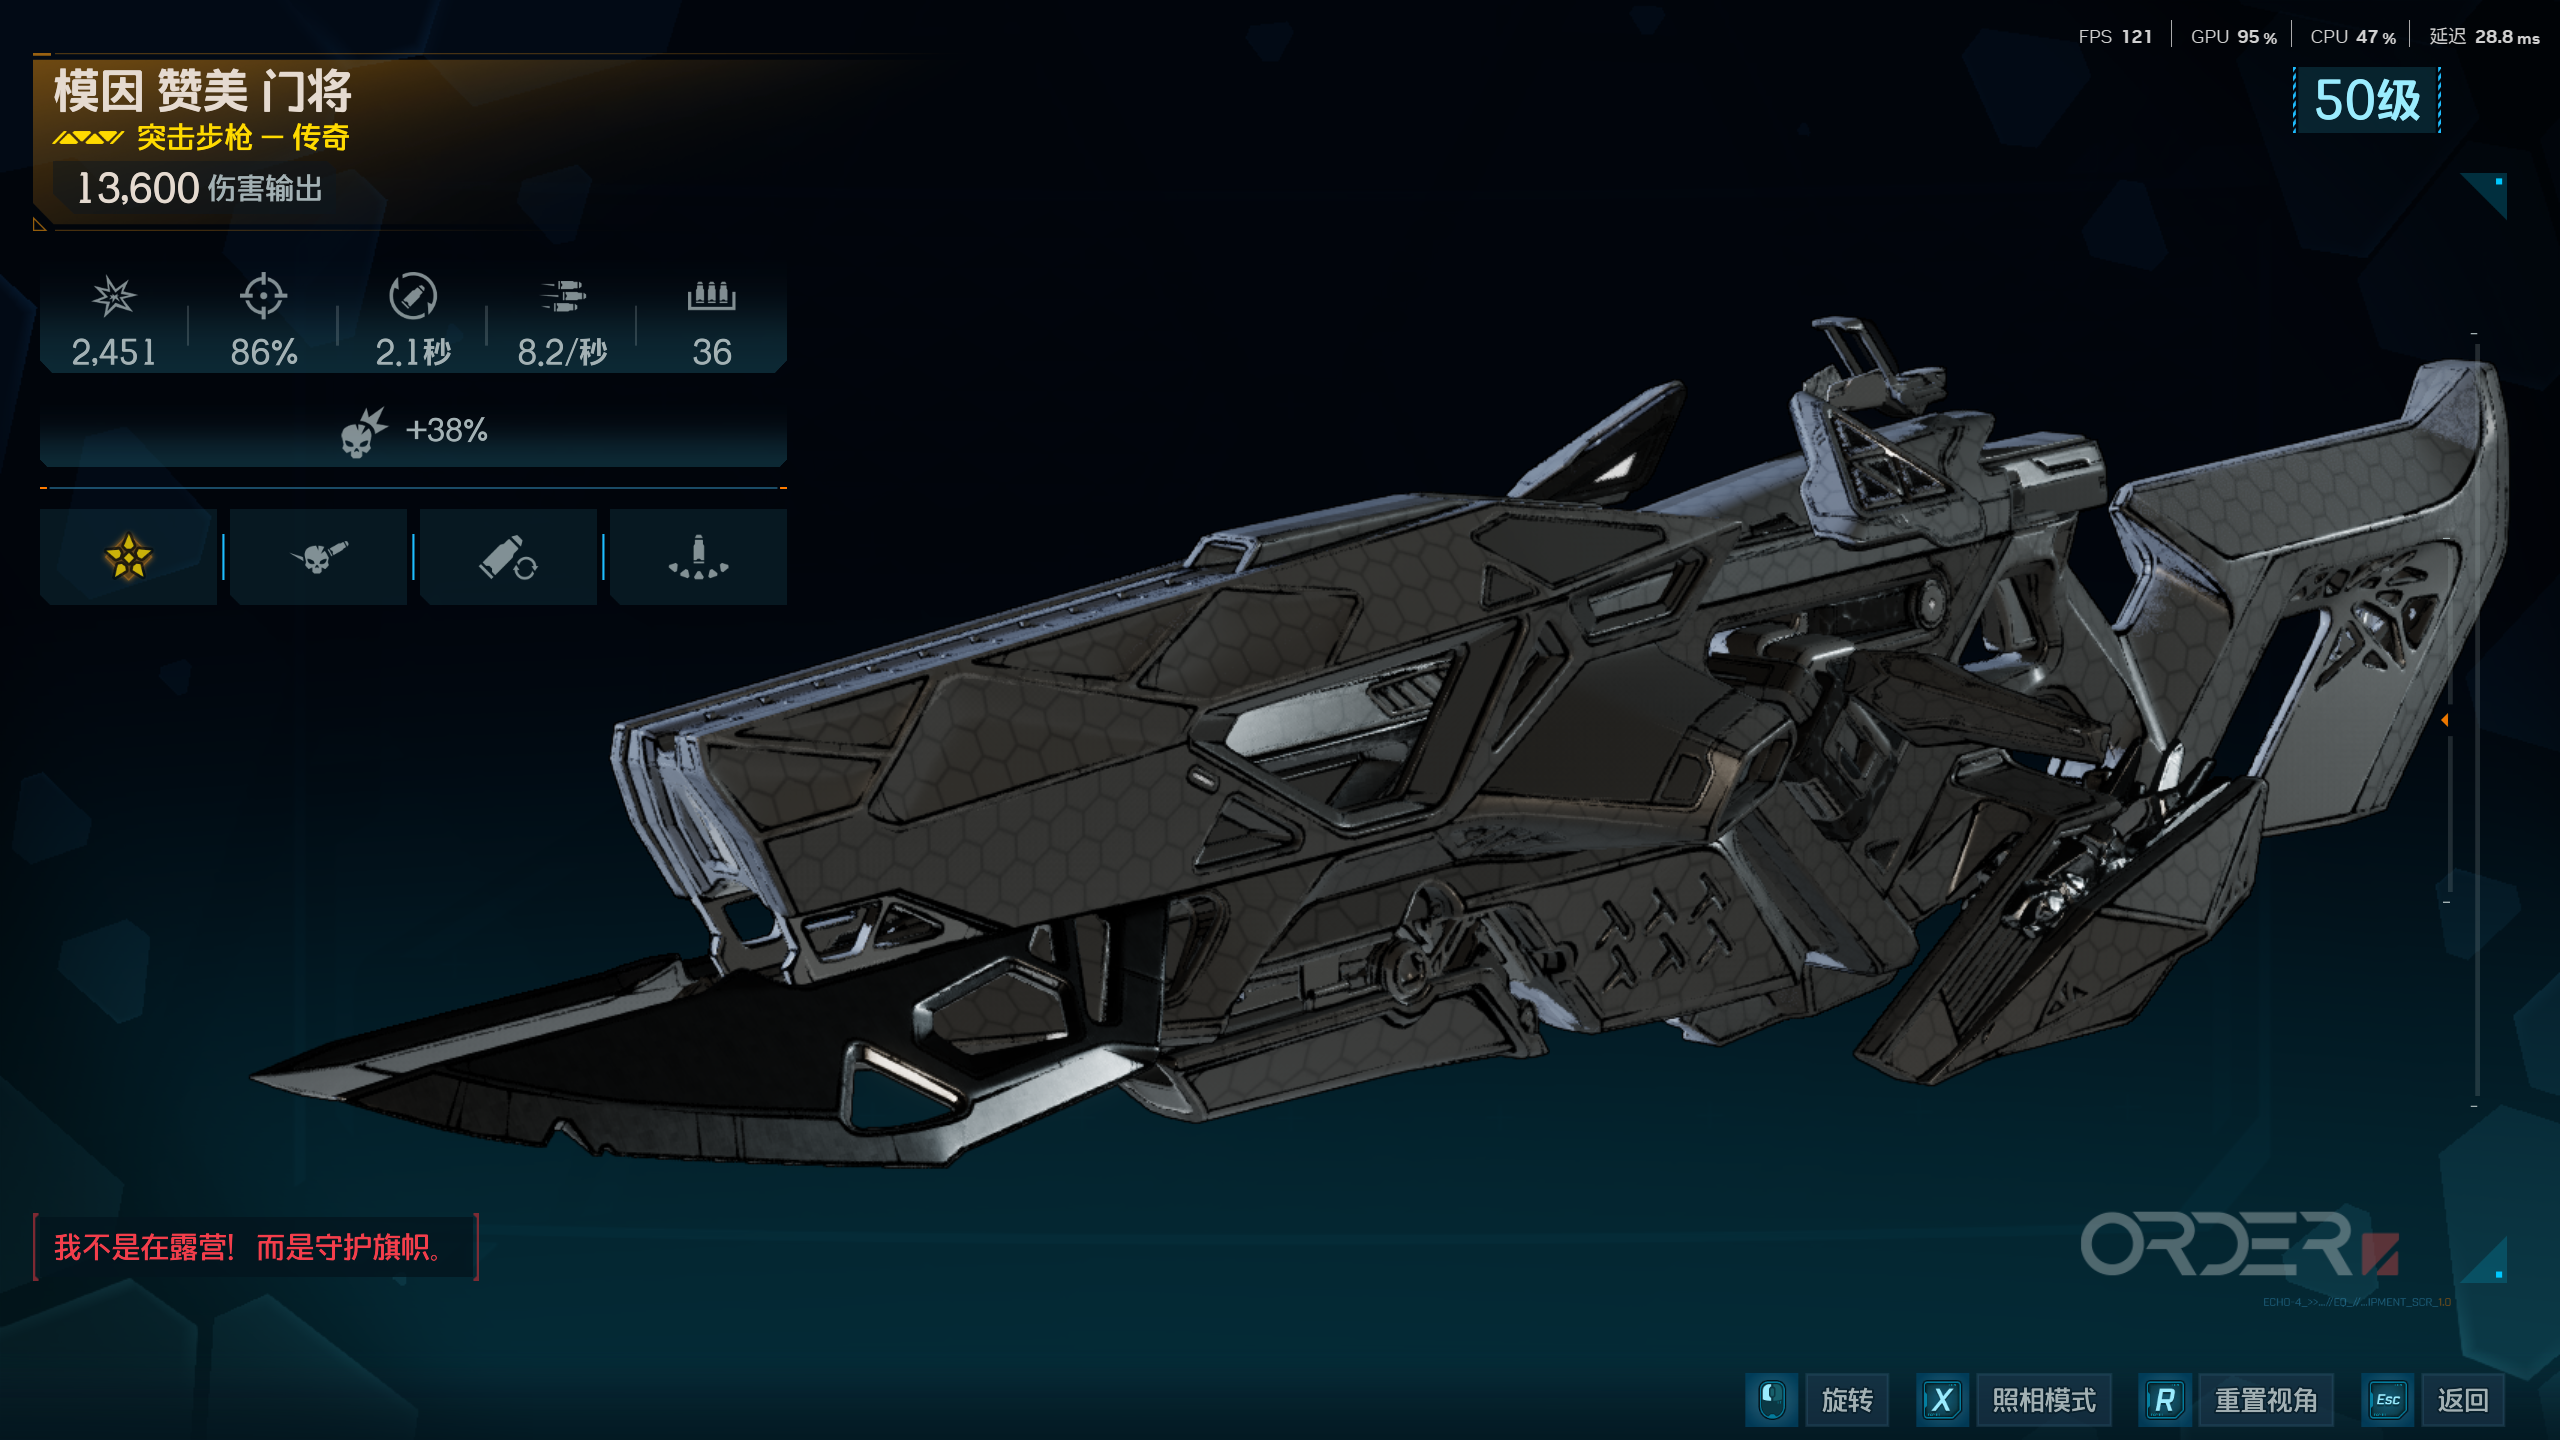 FPS 121 GPU 95 % CPU 47 % 延迟 28.8 ms
模因 赞美 门将
突击步枪 – 传奇
13,600 伤害输出
50级
2,451 86% 2.1秒 8.2/秒 36
+38%
我不是在露营！而是守护旗帜。
ORDER
旋转 X 照相模式 R 重置视角 Esc 返回